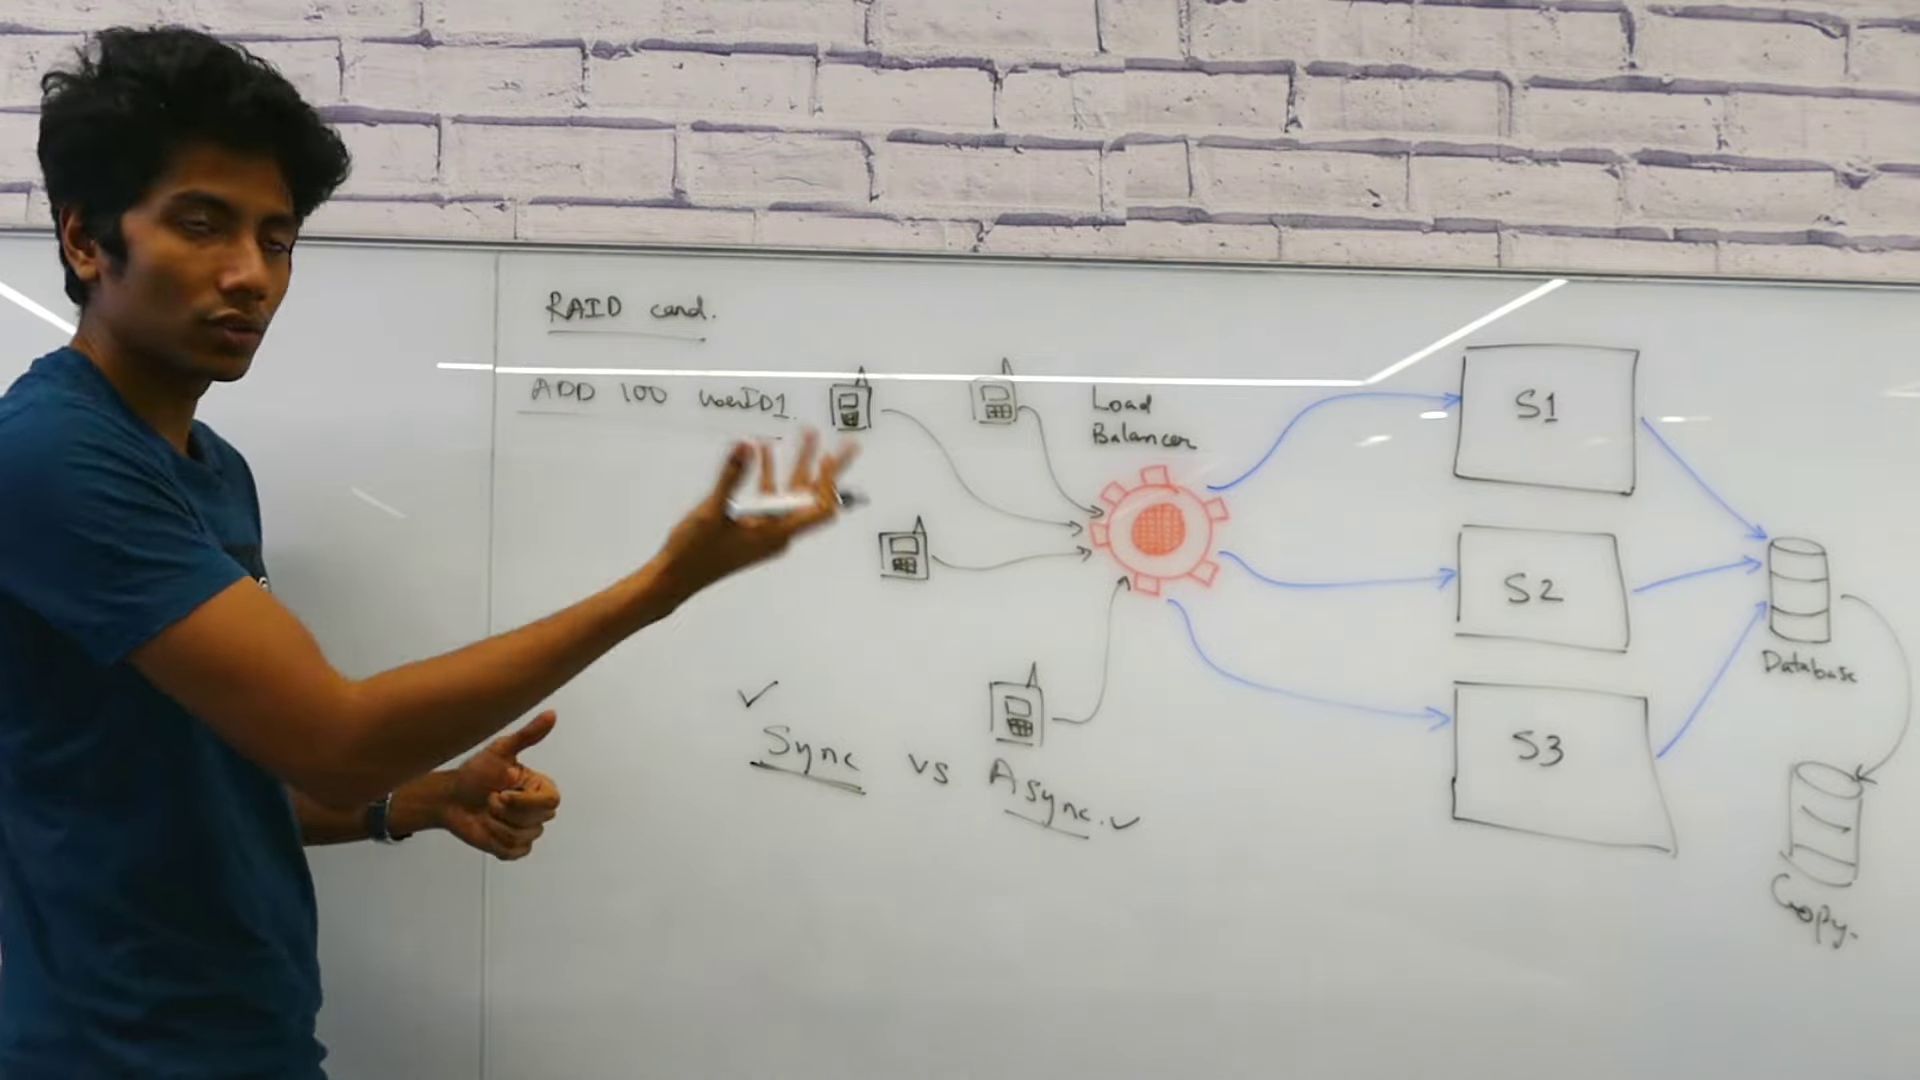 RAID card.
ADD 100 userID1.
Load
Balancer
S1
S2
S3
Database
Copy.
Sync vs Async.